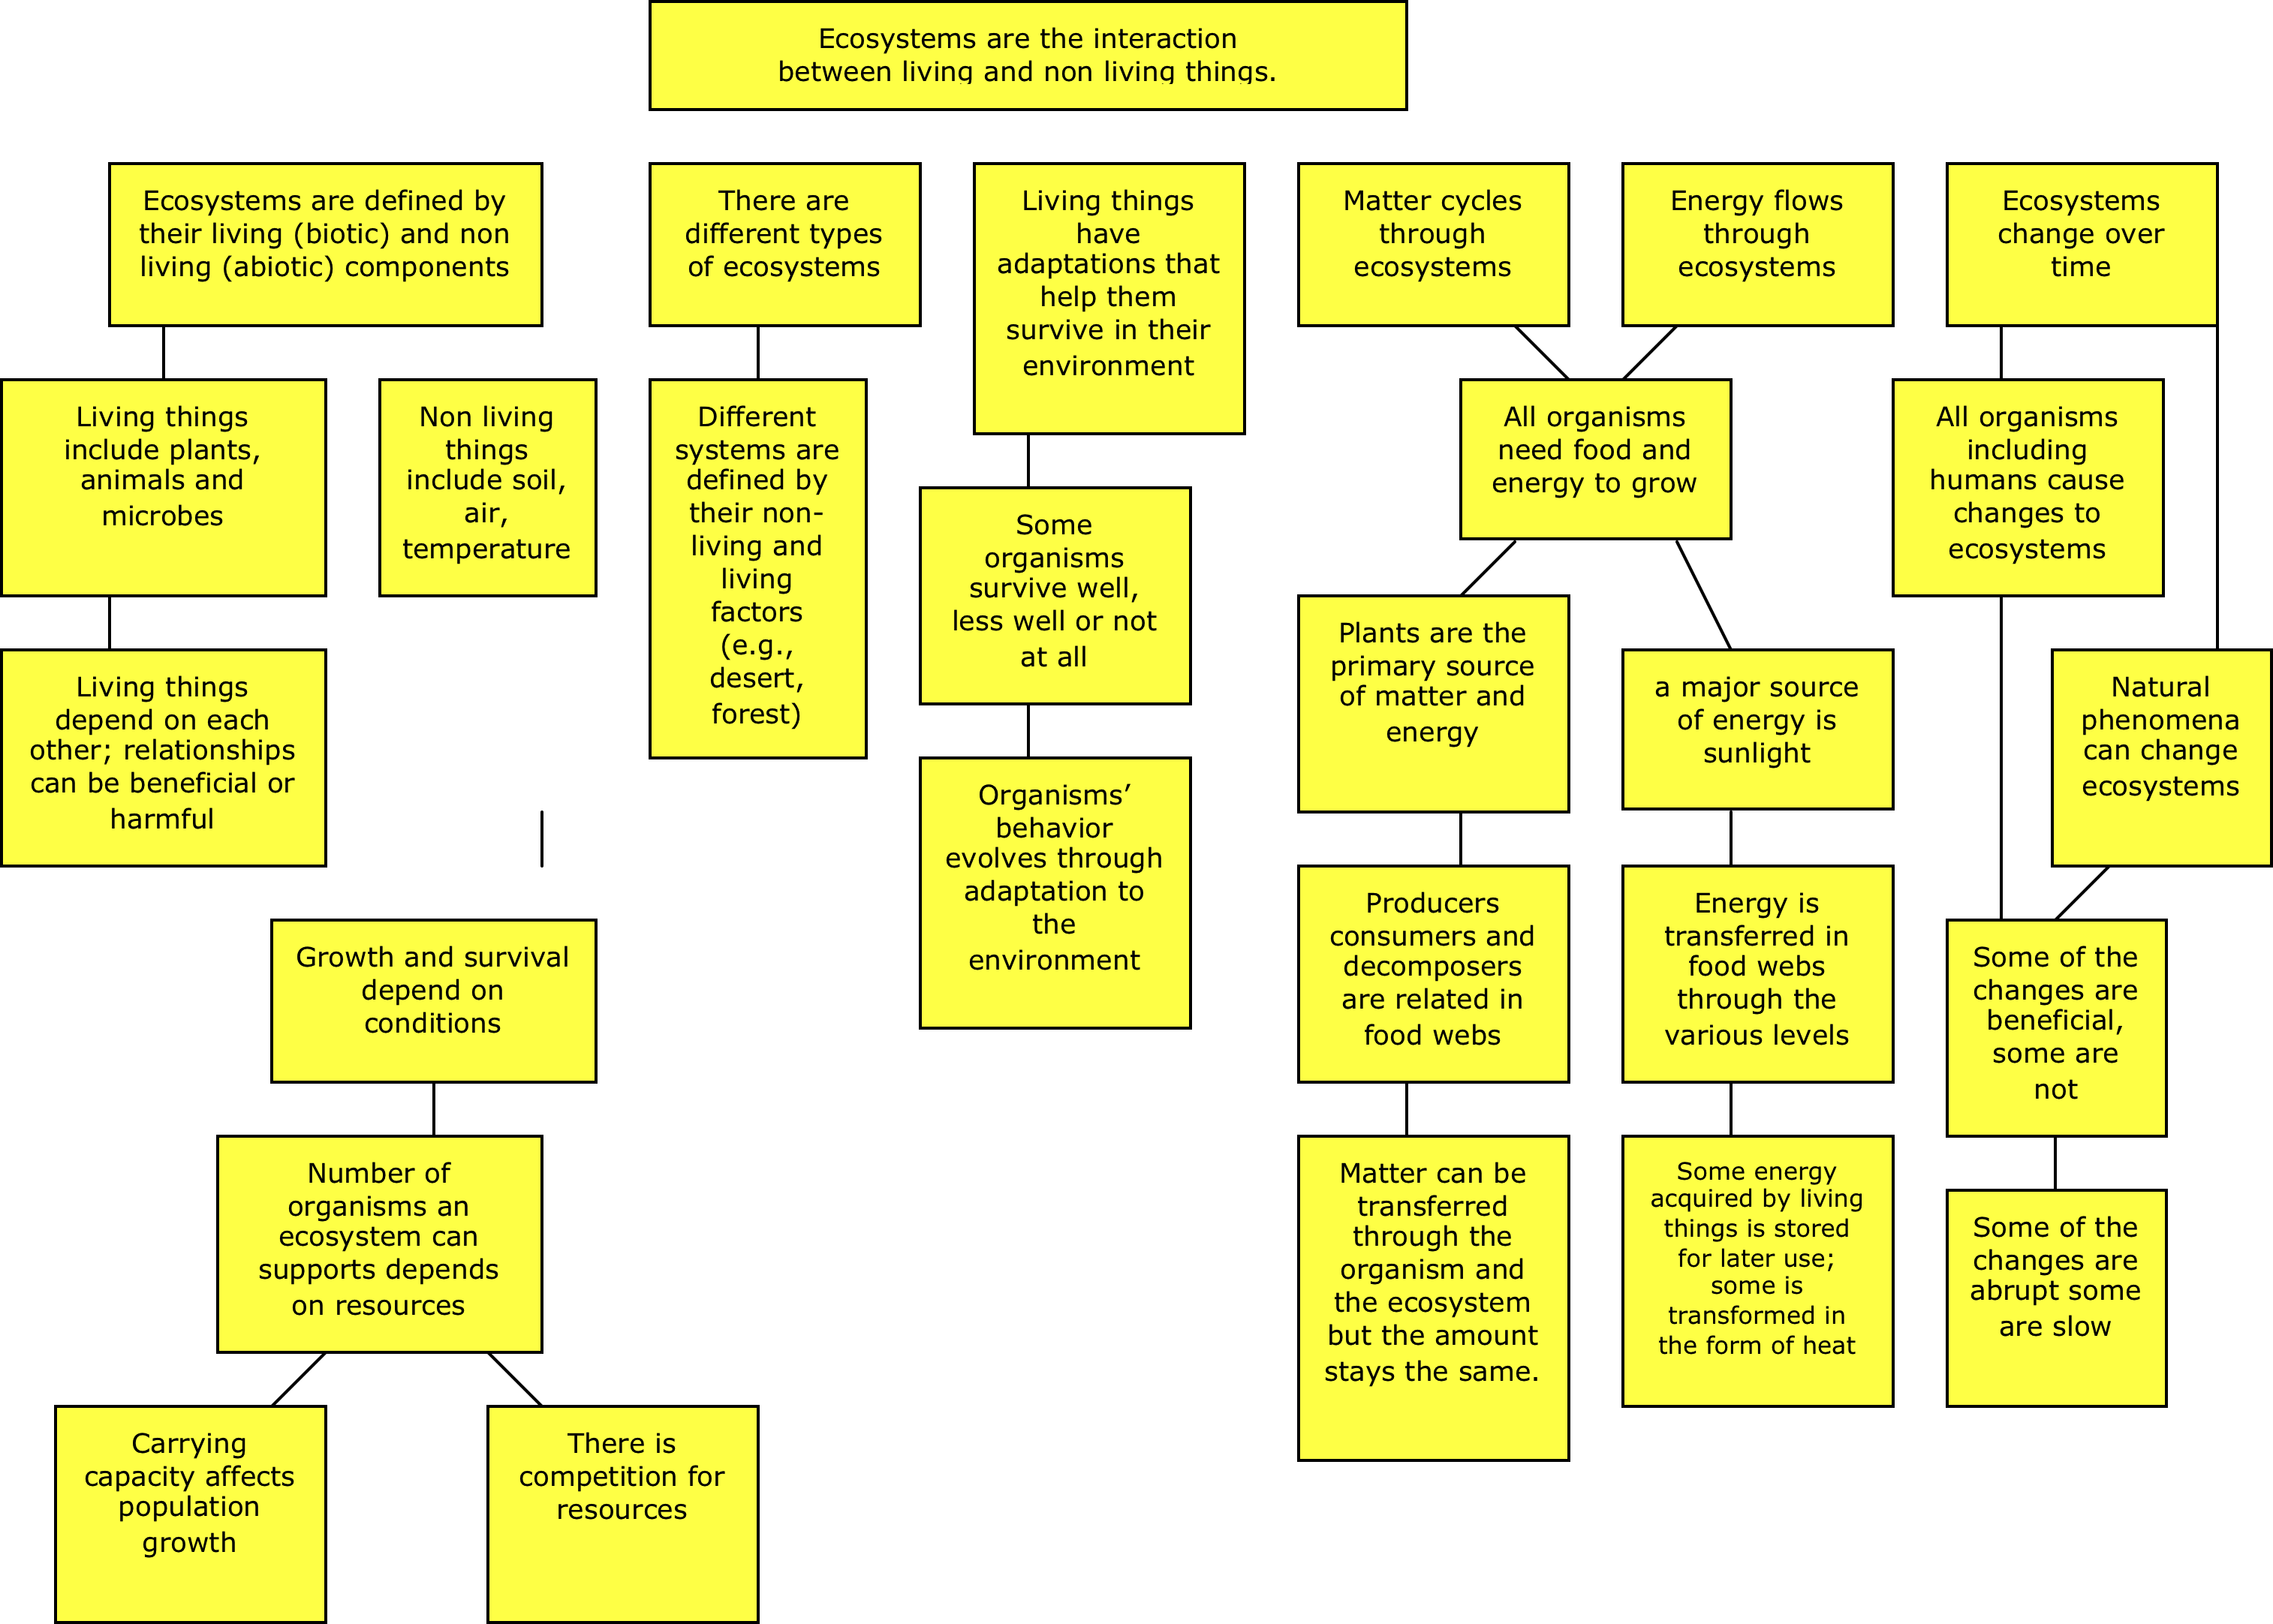 Ecosystems are the interaction
between living and non living things.
Ecosystems are defined by
their living (biotic) and non
living (abiotic) components
There are
different types
of ecosystems
Living things
have
adaptations that
help them
survive in their
environment
Matter cycles
through
ecosystems
Energy flows
through
ecosystems
Ecosystems
change over
time
Living things
include plants,
animals and
microbes
Non living
things
include soil,
air,
temperature
Different
systems are
defined by
their non-
living and
living
factors
(e.g.,
desert,
forest)
All organisms
need food and
energy to grow
All organisms
including
humans cause
changes to
ecosystems
Some
organisms
survive well,
less well or not
at all
Plants are the
primary source
of matter and
energy
a major source
of energy is
sunlight
Natural
phenomena
can change
ecosystems
Living things
depend on each
other; relationships
can be beneficial or
harmful
Organisms’
behavior
evolves through
adaptation to
the
environment
Producers
consumers and
decomposers
are related in
food webs
Energy is
transferred in
food webs
through the
various levels
Growth and survival
depend on
conditions
Some of the
changes are
beneficial,
some are
not
Number of
organisms an
ecosystem can
supports depends
on resources
Matter can be
transferred
through the
organism and
the ecosystem
but the amount
stays the same.
Some energy
acquired by living
things is stored
for later use;
some is
transformed in
the form of heat
Some of the
changes are
abrupt some
are slow
Carrying
capacity affects
population
growth
There is
competition for
resources